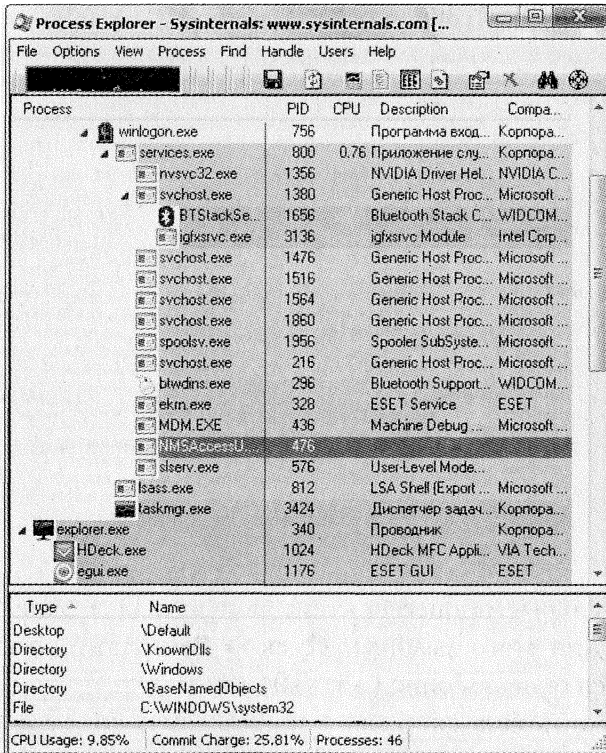 Process Explorer - Sysinternals: www.sysinternals.com [...
File Options View Process Find Handle Users Help
Process PID CPU Description Compa...
winlogon.exe 756 Программа вход... Корпора...
services.exe 800 0.76 Приложение слу... Корпора...
nvsvc32.exe 1356 NVIDIA Driver Hel... NVIDIA C...
svchost.exe 1380 Generic Host Proc... Microsoft ...
BTStackSe... 1656 Bluetooth Stack C... WIDCOM...
igfxsrvc.exe 3136 igfxsrvc Module Intel Corp...
svchost.exe 1476 Generic Host Proc... Microsoft ...
svchost.exe 1516 Generic Host Proc... Microsoft ...
svchost.exe 1564 Generic Host Proc... Microsoft ...
svchost.exe 1860 Generic Host Proc... Microsoft ...
spoolsv.exe 1956 Spooler SubSyste... Microsoft ...
svchost.exe 216 Generic Host Proc... Microsoft ...
btwdins.exe 296 Bluetooth Support... WIDCOM...
ekrn.exe 328 ESET Service ESET
MDM.EXE 436 Machine Debug ... Microsoft ...
NMSAccessU... 476
slserv.exe 576 User-Level Mode...
lsass.exe 812 LSA Shell (Export ... Microsoft ...
taskmgr.exe 3424 Диспетчер задач... Корпора...
explorer.exe 340 Проводник Корпора...
HDeck.exe 1024 HDeck MFC Appli... VIA Tech...
egui.exe 1176 ESET GUI ESET
Type Name
Desktop \Default
Directory \KnownDlls
Directory \Windows
Directory \BaseNamedObjects
File C:\WINDOWS\system32
CPU Usage: 9.85% Commit Charge: 25.81% Processes: 46